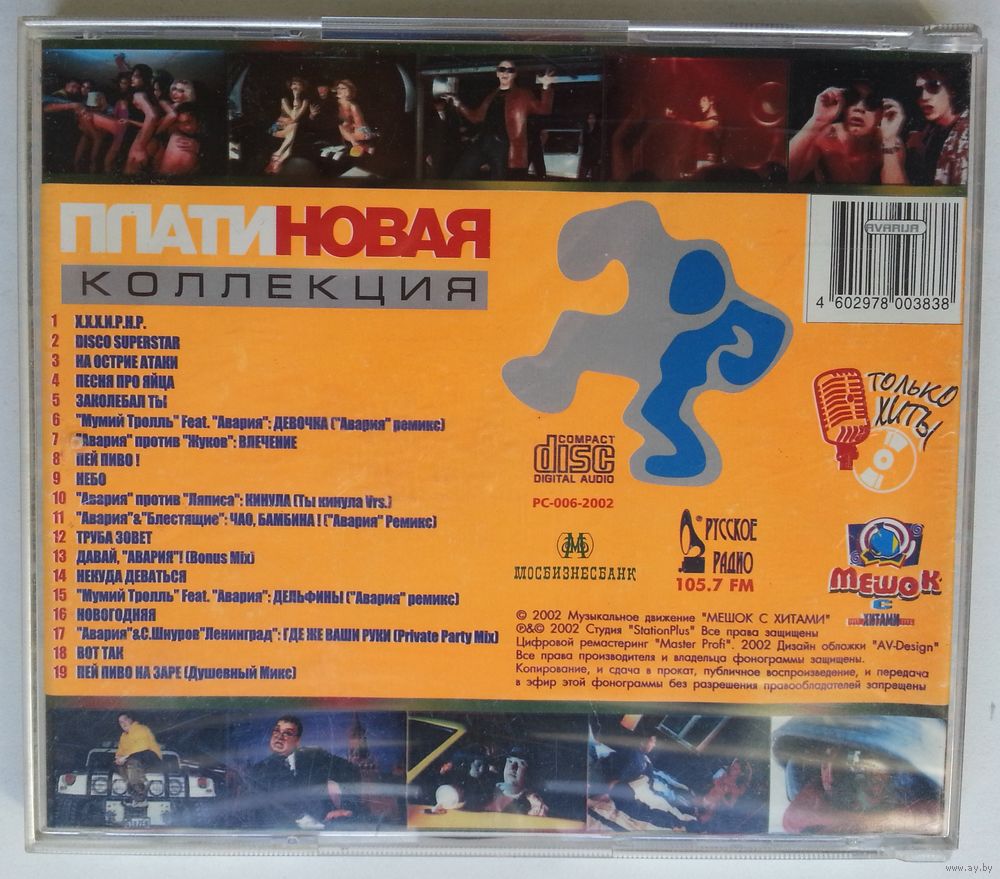 ПЛАТИНОВАЯ
КОЛЛЕКЦИЯ
1 Х.Х.Х.И.Р.Н.Р.
2 DISCO SUPERSTAR
3 НА ОСТРИЕ АТАКИ
4 ПЕСНЯ ПРО ЯЙЦА
5 ЗАКОЛЕБАЛ ТЫ
6 "Мумий Тролль" Feat. "Авария": ДЕВОЧКА ("Авария" ремикс)
7 "Авария" против "Жуков": ВЛЕЧЕНИЕ
8 ПЕЙ ПИВО !
9 НЕБО
10 "Авария" против "Ляписа": КИНУЛА (Ты кинула Vrs.)
11 "Авария"&"Блестящие": ЧАО, БАМБИНА ! ("Авария" Ремикс)
12 ТРУБА ЗОВЕТ
13 ДАВАЙ, "АВАРИЯ"! (Bonus Mix)
14 НЕКУДА ДЕВАТЬСЯ
15 "Мумий Тролль" Feat. "Авария": ДЕЛЬФИНЫ ("Авария" ремикс)
16 НОВОГОДНЯЯ
17 "Авария"&С.Шнуров"Ленинград": ГДЕ ЖЕ ВАШИ РУКИ (Private Party Mix)
18 ВОТ ТАК
19 ПЕЙ ПИВО НА ЗАРЕ (Душевный Микс)
AVARIJA
4 602978 003838
ТОЛЬКО
ХИТЫ
COMPACT
disc
DIGITAL AUDIO
PC-006-2002
МОСБИЗНЕСБАНК
РУССКОЕ
РАДИО
105.7 FM
МЕШОК
С
ХИТАМИ
© 2002 Музыкальное движение "МЕШОК С ХИТАМИ"
℗&© 2002 Студия "StationPlus" Все права защищены
Цифровой ремастеринг "Master Profi". 2002 Дизайн обложки "AV-Design"
Все права производителя и владельца фонограммы защищены.
Копирование, и сдача в прокат, публичное воспроизведение, и передача
в эфир этой фонограммы без разрешения правообладателей запрещены
www.ay.by